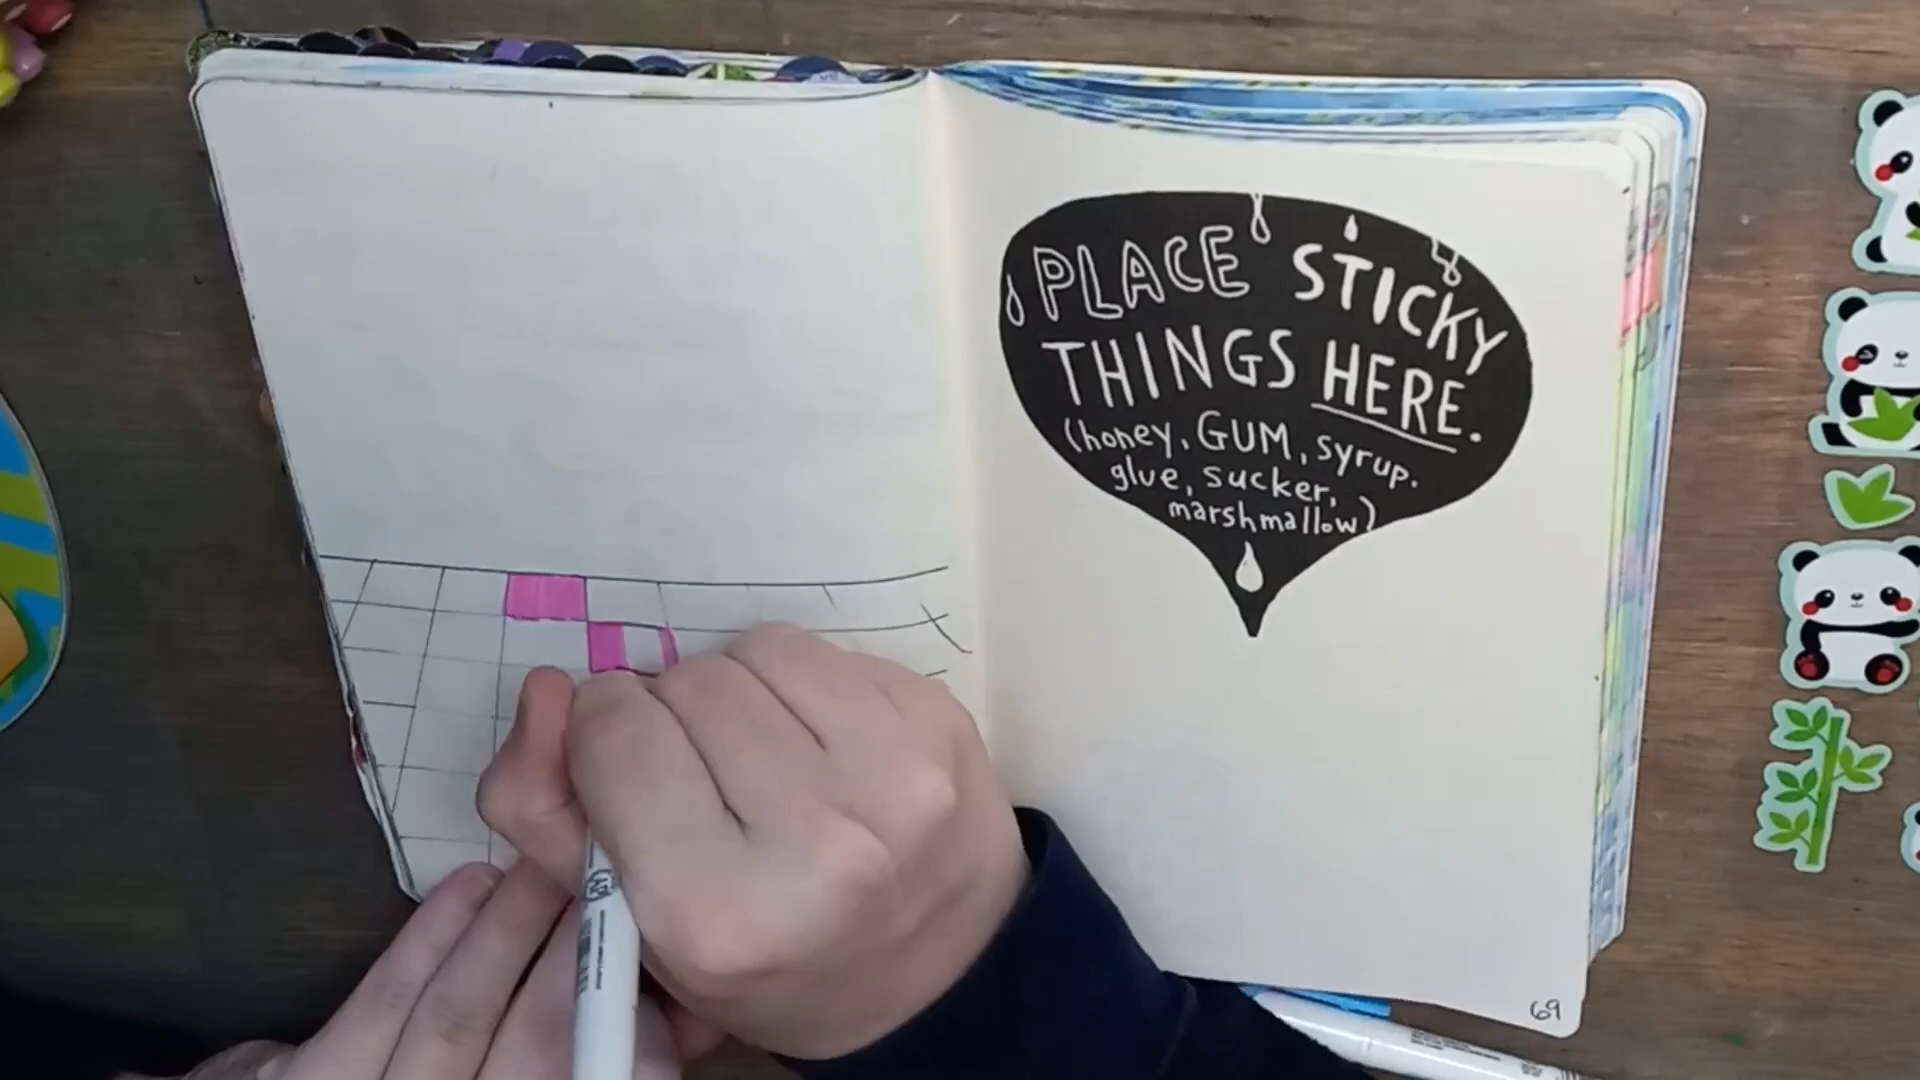 PLACE STICKY
THINGS HERE.
(honey, GUM, syrup.
glue, sucker,
marshmallow)
69